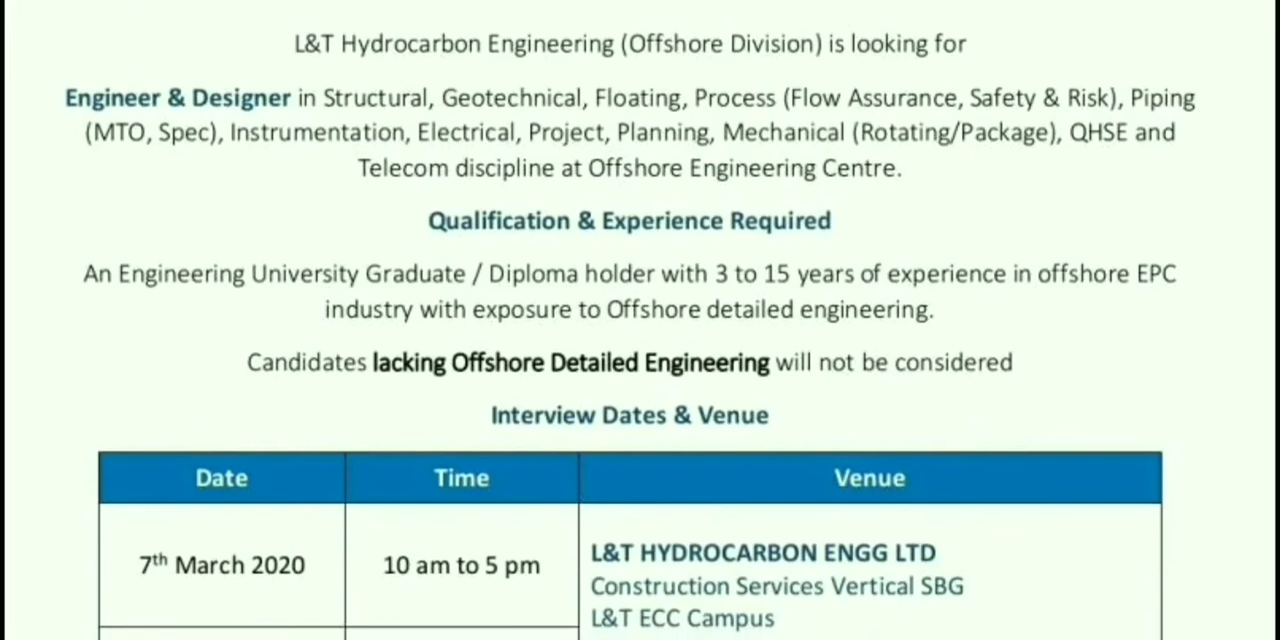 L&T Hydrocarbon Engineering (Offshore Division) is looking for
Engineer & Designer in Structural, Geotechnical, Floating, Process (Flow Assurance, Safety & Risk), Piping
(MTO, Spec), Instrumentation, Electrical, Project, Planning, Mechanical (Rotating/Package), QHSE and
Telecom discipline at Offshore Engineering Centre.
Qualification & Experience Required
An Engineering University Graduate / Diploma holder with 3 to 15 years of experience in offshore EPC
industry with exposure to Offshore detailed engineering.
Candidates lacking Offshore Detailed Engineering will not be considered
Interview Dates & Venue
Date Time Venue
7th March 2020 10 am to 5 pm
L&T HYDROCARBON ENGG LTD
Construction Services Vertical SBG
L&T ECC Campus